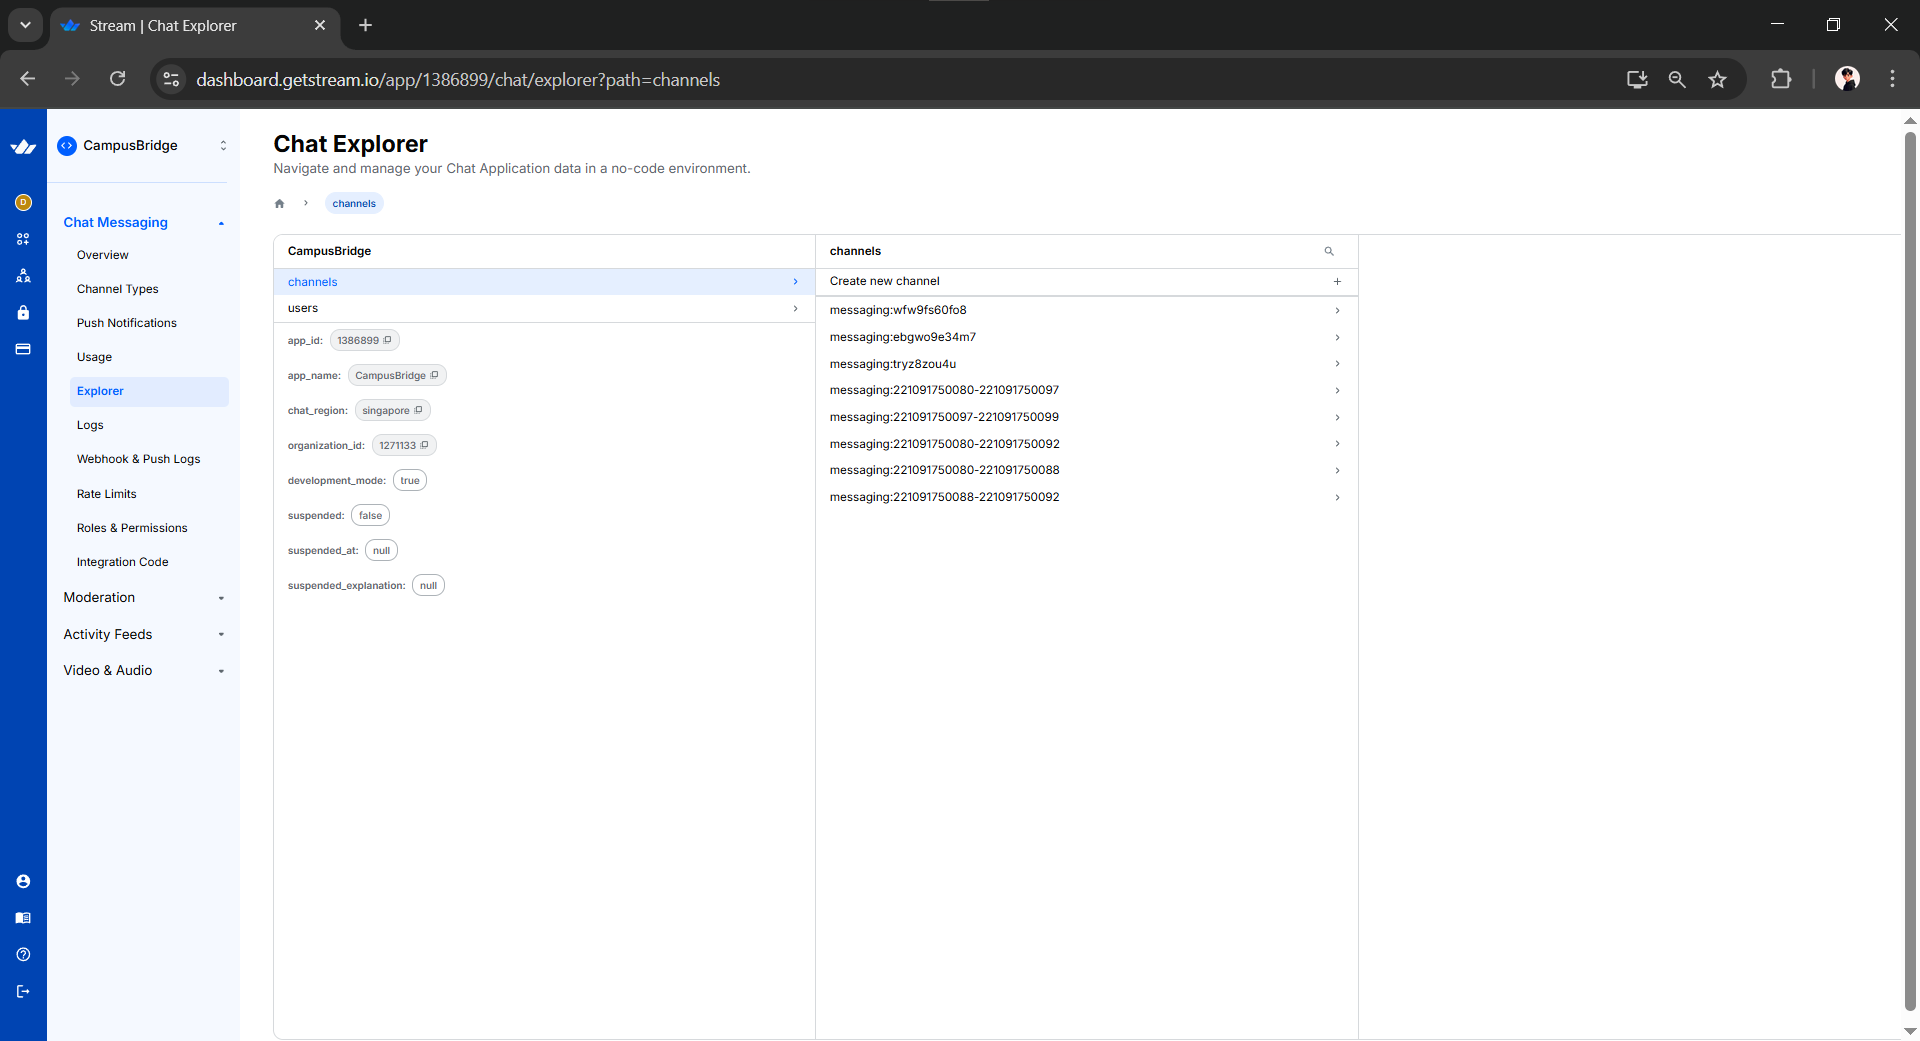 Stream | Chat Explorer
dashboard.getstream.io/app/1386899/chat/explorer?path=channels
CampusBridge
D
Chat Messaging
Overview
Channel Types
Push Notifications
Usage
Explorer
Logs
Webhook & Push Logs
Rate Limits
Roles & Permissions
Integration Code
Moderation
Activity Feeds
Video & Audio
Chat Explorer
Navigate and manage your Chat Application data in a no-code environment.
channels
CampusBridge
channels
users
app_id: 1386899
app_name: CampusBridge
chat_region: singapore
organization_id: 1271133
development_mode: true
suspended: false
suspended_at: null
suspended_explanation: null
channels
Create new channel
messaging:wfw9fs60fo8
messaging:ebgwo9e34m7
messaging:tryz8zou4u
messaging:221091750080-221091750097
messaging:221091750097-221091750099
messaging:221091750080-221091750092
messaging:221091750080-221091750088
messaging:221091750088-221091750092